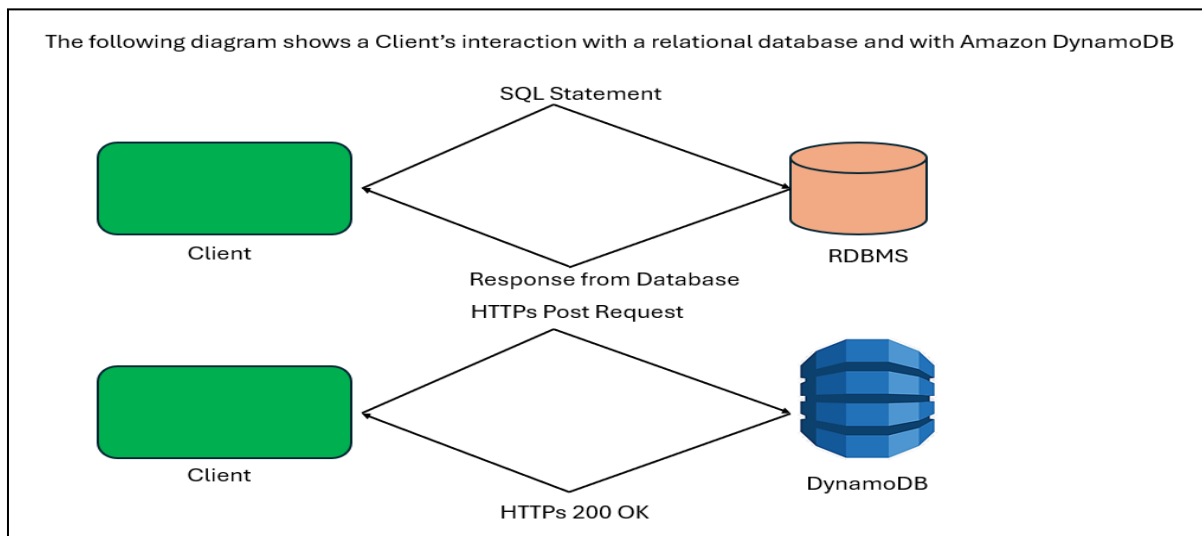 The following diagram shows a Client’s interaction with a relational database and with Amazon DynamoDB
SQL Statement
Client
RDBMS
Response from Database
HTTPs Post Request
Client
DynamoDB
HTTPs 200 OK